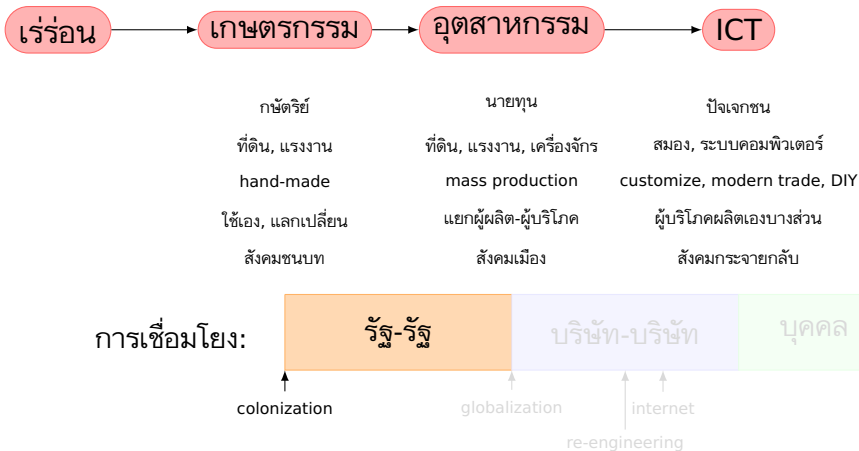 เร่ร่อน เกษตรกรรม อุตสาหกรรม ICT
กษัตริย์ นายทุน ปัจเจกชน
ที่ดิน, แรงงาน ที่ดิน, แรงงาน, เครื่องจักร สมอง, ระบบคอมพิวเตอร์
hand-made mass production customize, modern trade, DIY
ใช้เอง, แลกเปลี่ยน แยกผู้ผลิต-ผู้บริโภค ผู้บริโภคผลิตเองบางส่วน
สังคมชนบท สังคมเมือง สังคมกระจายกลับ
การเชื่อมโยง: รัฐ-รัฐ บริษัท-บริษัท บุคคล
colonization globalization internet
re-engineering